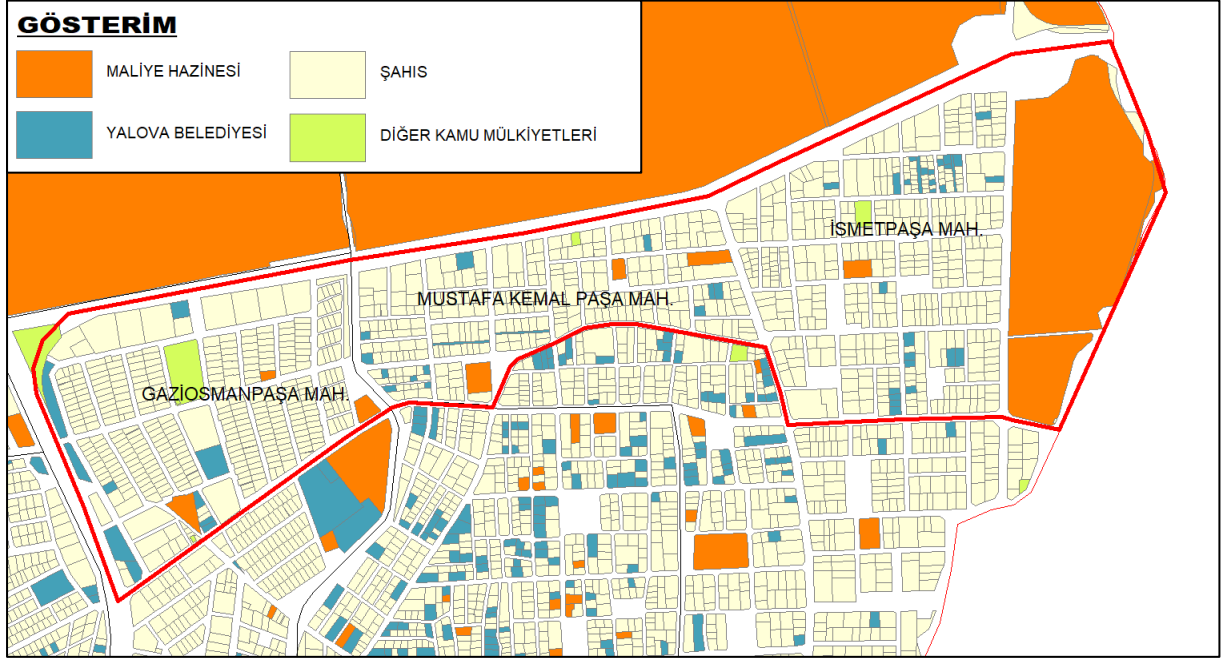 GÖSTERİM
MALİYE HAZİNESİ
ŞAHIS
YALOVA BELEDİYESİ
DİĞER KAMU MÜLKİYETLERİ
İSMETPAŞA MAH.
MUSTAFA KEMAL PAŞA MAH.
GAZİOSMANPAŞA MAH.